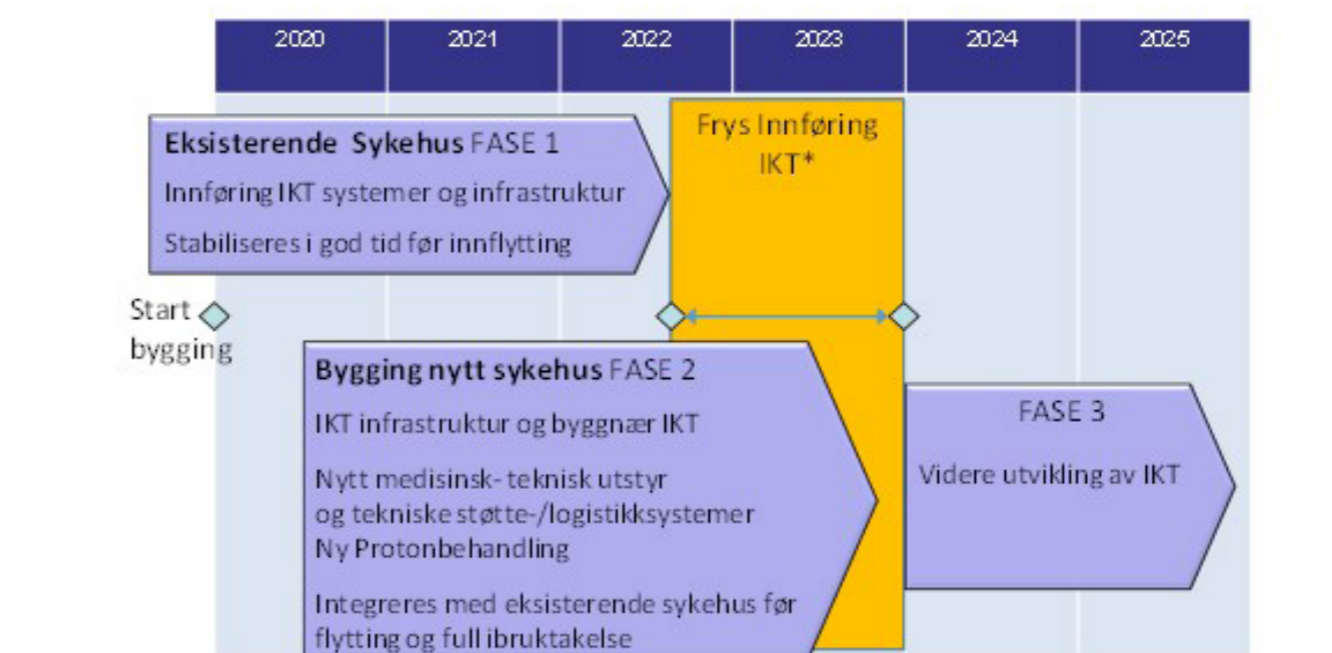 2020 2021 2022 2023 2024 2025
Eksisterende Sykehus FASE 1
Innføring IKT systemer og infrastruktur
Stabiliseres i god tid før innflytting
Frys Innføring
IKT*
Start
bygging
Bygging nytt sykehus FASE 2
IKT infrastruktur og byggnær IKT
Nytt medisinsk- teknisk utstyr
og tekniske støtte-/logistikksystemer
Ny Protonbehandling
Integreres med eksisterende sykehus før
flytting og full ibruktakelse
FASE 3
Videre utvikling av IKT